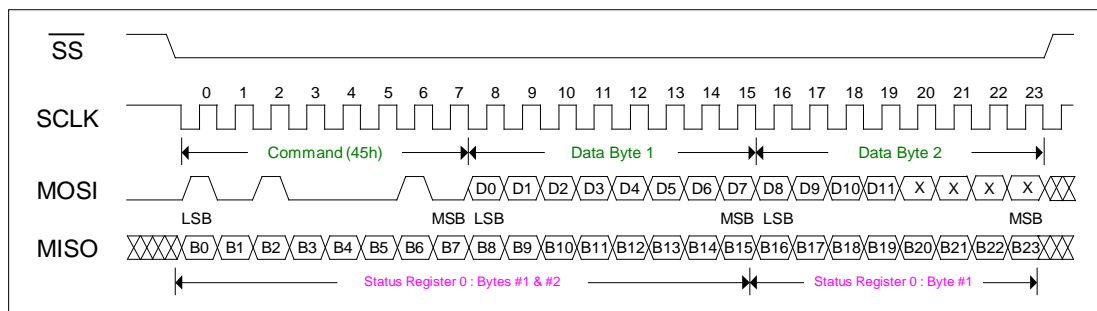 SS
0 1 2 3 4 5 6 7 8 9 10 11 12 13 14 15 16 17 18 19 20 21 22 23
SCLK
Command (45h) Data Byte 1 Data Byte 2
MOSI D0 D1 D2 D3 D4 D5 D6 D7 D8 D9 D10 D11 X X X X
LSB MSB LSB MSB LSB MSB
MISO B0 B1 B2 B3 B4 B5 B6 B7 B8 B9 B10 B11 B12 B13 B14 B15 B16 B17 B18 B19 B20 B21 B22 B23
Status Register 0 : Bytes #1 & #2 Status Register 0 : Byte #1